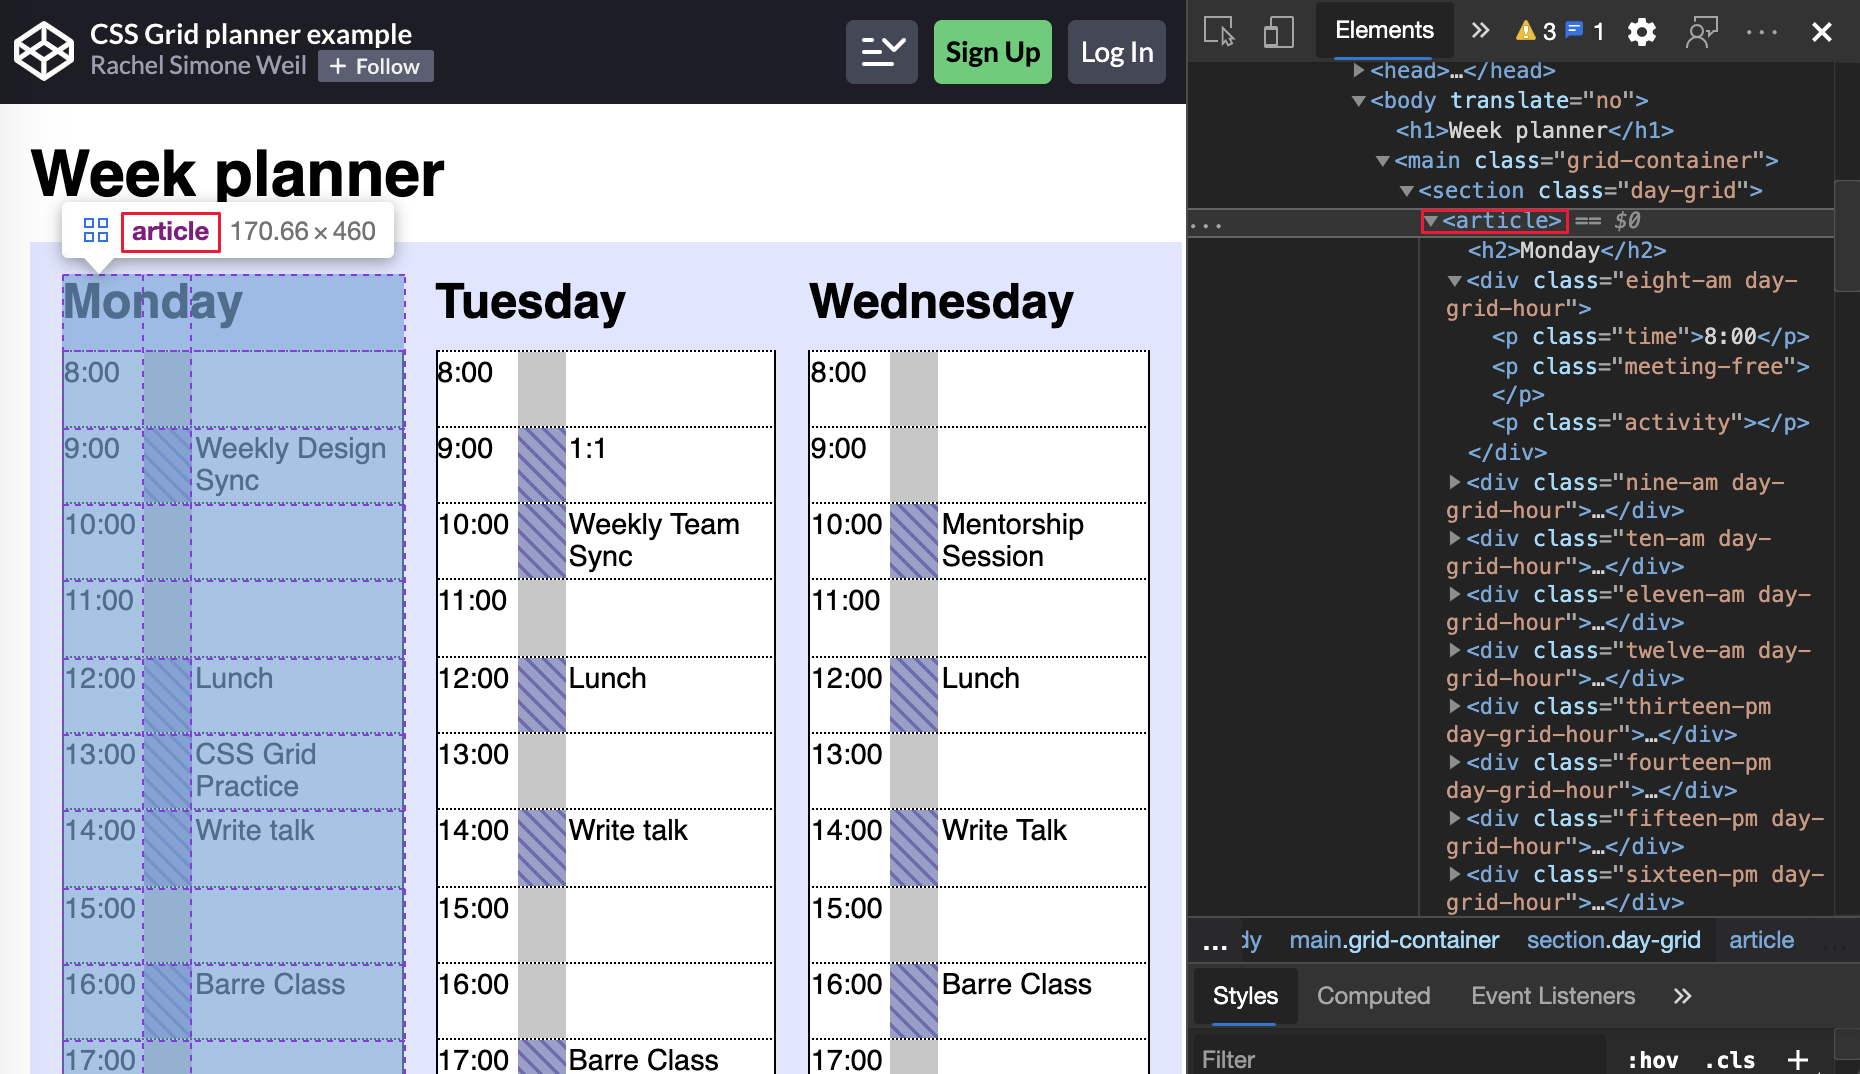 CSS Grid planner example
Rachel Simone Weil + Follow
Sign Up
Log In
Week planner
article 170.66 × 460
Monday
8:00
9:00 Weekly Design
Sync
10:00
11:00
12:00 Lunch
13:00 CSS Grid
Practice
14:00 Write talk
15:00
16:00 Barre Class
17:00
Tuesday
8:00
9:00 1:1
10:00 Weekly Team
Sync
11:00
12:00 Lunch
13:00
14:00 Write talk
15:00
16:00
17:00 Barre Class
Wednesday
8:00
9:00
10:00 Mentorship
Session
11:00
12:00 Lunch
13:00
14:00 Write Talk
15:00
16:00 Barre Class
17:00
Elements » 3 1 ...
<head>…</head>
<body translate="no">
<h1>Week planner</h1>
<main class="grid-container">
<section class="day-grid">
... <article> == $0
<h2>Monday</h2>
<div class="eight-am day-
grid-hour">
<p class="time">8:00</p>
<p class="meeting-free">
</p>
<p class="activity"></p>
</div>
<div class="nine-am day-
grid-hour">…</div>
<div class="ten-am day-
grid-hour">…</div>
<div class="eleven-am day-
grid-hour">…</div>
<div class="twelve-am day-
grid-hour">…</div>
<div class="thirteen-pm
day-grid-hour">…</div>
<div class="fourteen-pm
day-grid-hour">…</div>
<div class="fifteen-pm day-
grid-hour">…</div>
<div class="sixteen-pm day-
grid-hour">…</div>
... dy main.grid-container section.day-grid article ...
Styles Computed Event Listeners »
Filter :hov .cls +